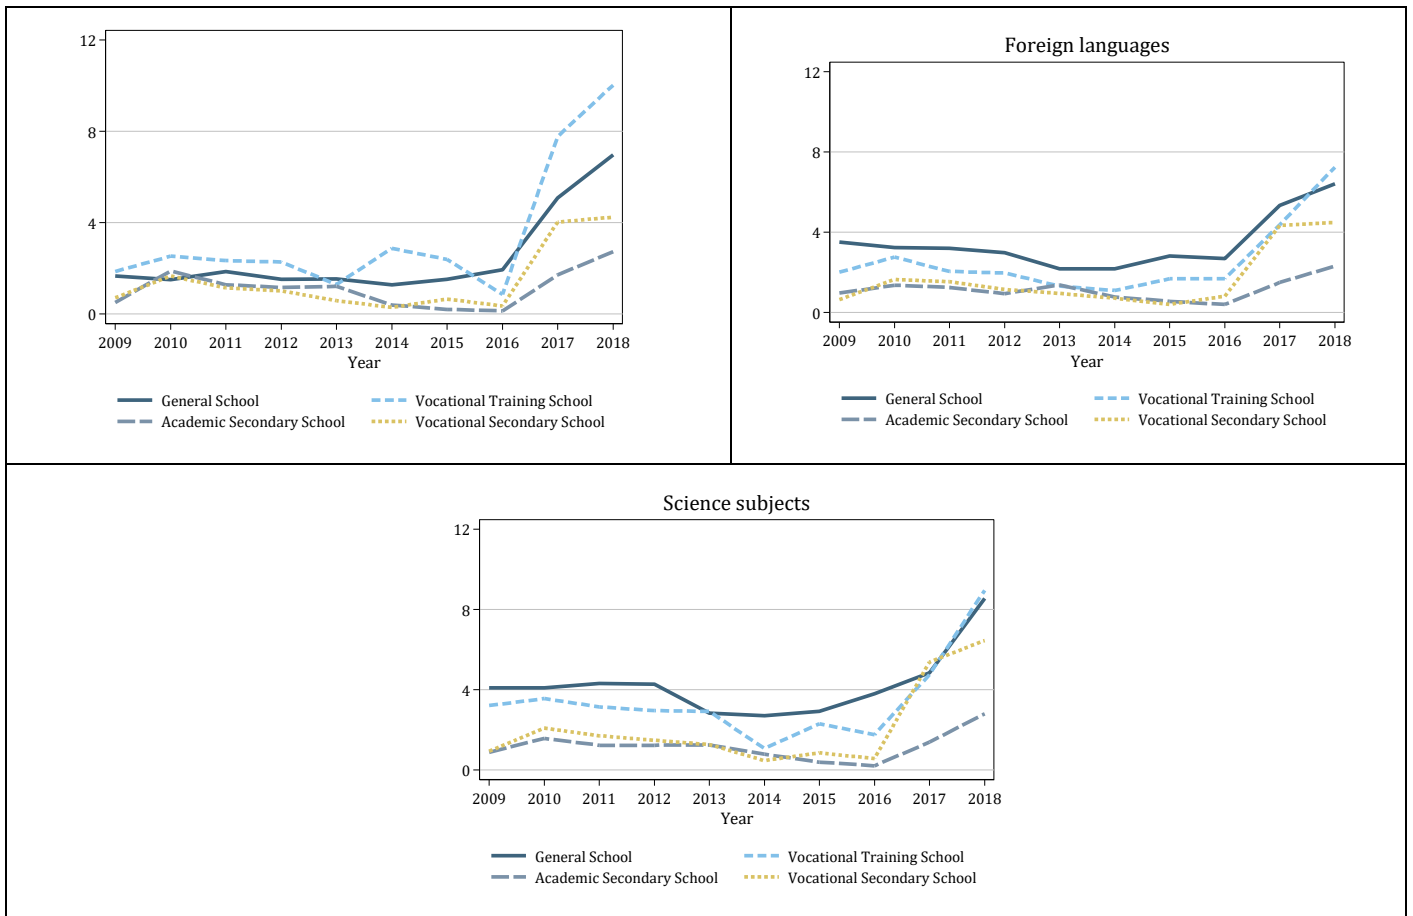 12
8
4
0
2009 2010 2011 2012 2013 2014 2015 2016 2017 2018
Year
General School Vocational Training School
Academic Secondary School Vocational Secondary School
Foreign languages
12
8
4
0
2009 2010 2011 2012 2013 2014 2015 2016 2017 2018
Year
General School Vocational Training School
Academic Secondary School Vocational Secondary School
Science subjects
12
8
4
0
2009 2010 2011 2012 2013 2014 2015 2016 2017 2018
Year
General School Vocational Training School
Academic Secondary School Vocational Secondary School